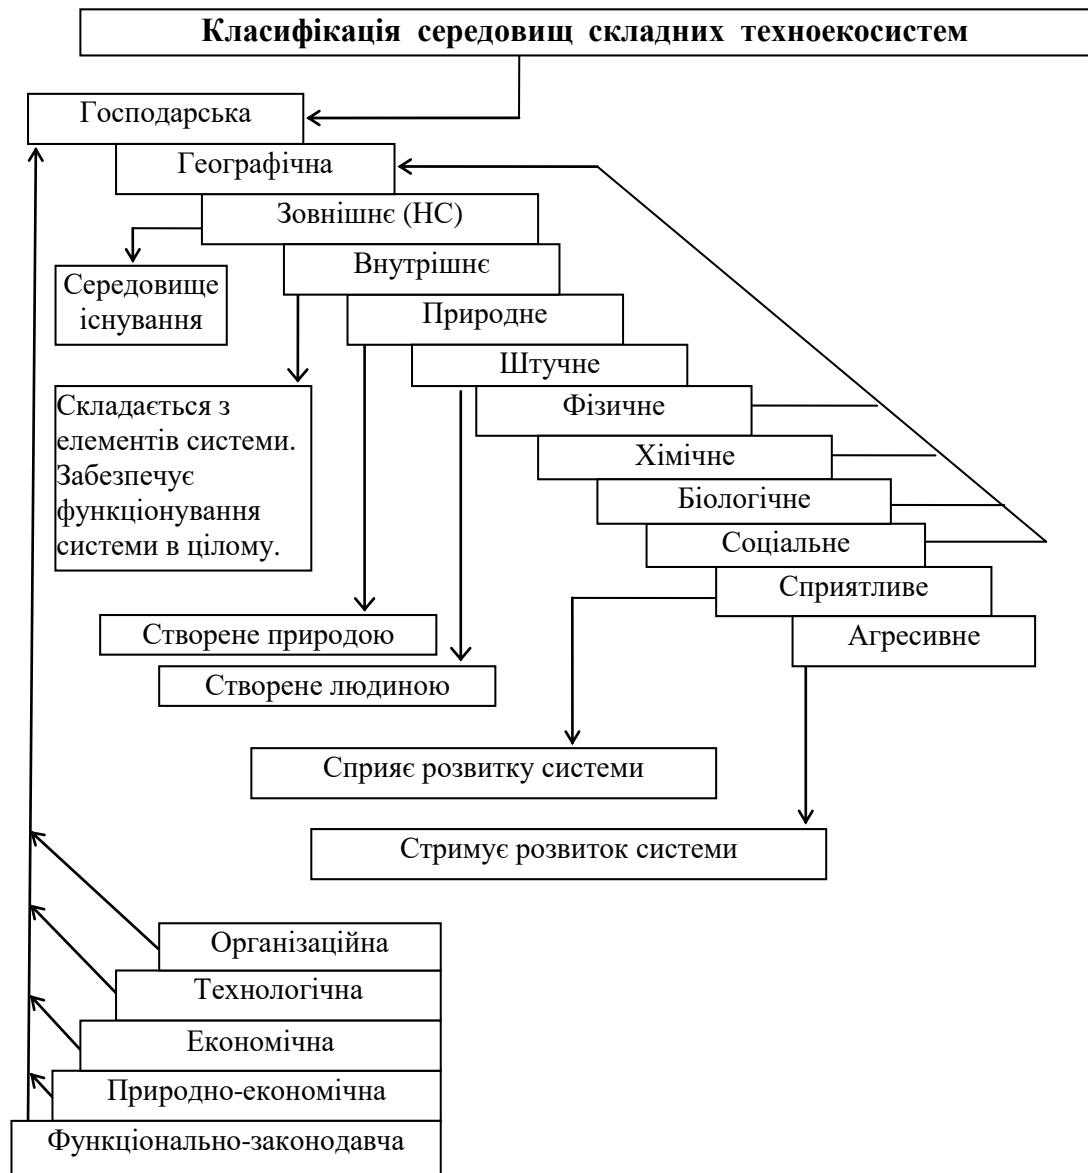 Класифікація середовищ складних техноекосистем
Господарська
Географічна
Зовнішнє (НС)
Внутрішнє
Середовище
існування
Природне
Штучне
Складається з
елементів системи.
Забезпечує
функціонування
системи в цілому.
Фізичне
Хімічне
Біологічне
Соціальне
Сприятливе
Створене природою
Агресивне
Створене людиною
Сприяє розвитку системи
Стримує розвиток системи
Організаційна
Технологічна
Економічна
Природно-економічна
Функціонально-законодавча